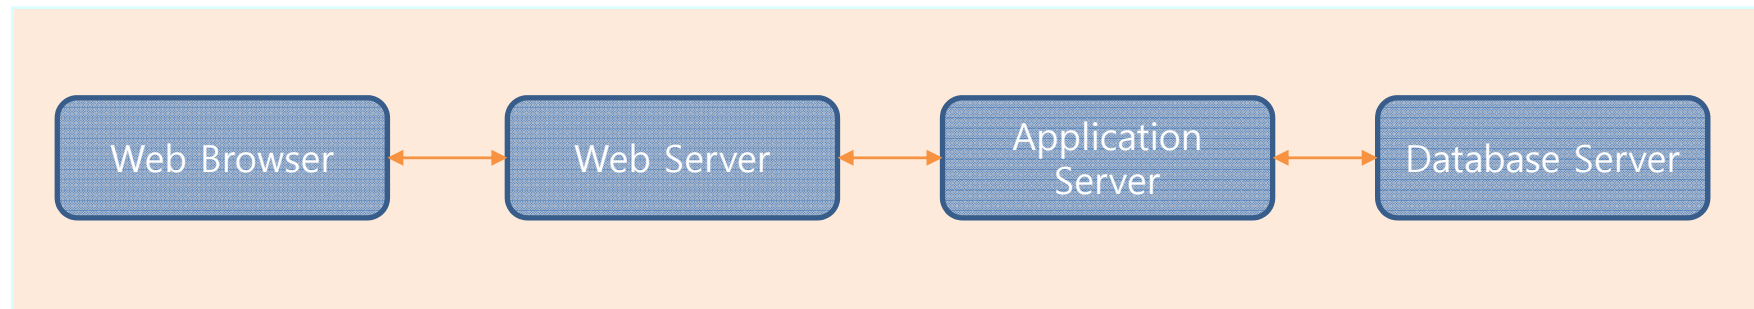 Web Browser
Web Server
Application
Server
Database Server